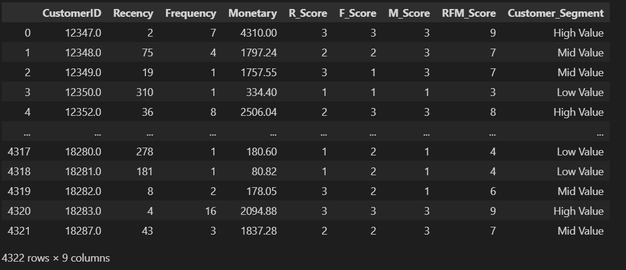 CustomerID Recency Frequency Monetary R_Score F_Score M_Score RFM_Score Customer_Segment
0 12347.0 2 7 4310.00 3 3 3 9 High Value
1 12348.0 75 4 1797.24 2 2 3 7 Mid Value
2 12349.0 19 1 1757.55 3 1 3 7 Mid Value
3 12350.0 310 1 334.40 1 1 1 3 Low Value
4 12352.0 36 8 2506.04 2 3 3 8 High Value
... ... ... ... ... ... ... ... ... ...
4317 18280.0 278 1 180.60 1 2 1 4 Low Value
4318 18281.0 181 1 80.82 1 2 1 4 Low Value
4319 18282.0 8 2 178.05 3 2 1 6 Mid Value
4320 18283.0 4 16 2094.88 3 3 3 9 High Value
4321 18287.0 43 3 1837.28 2 2 3 7 Mid Value
4322 rows × 9 columns